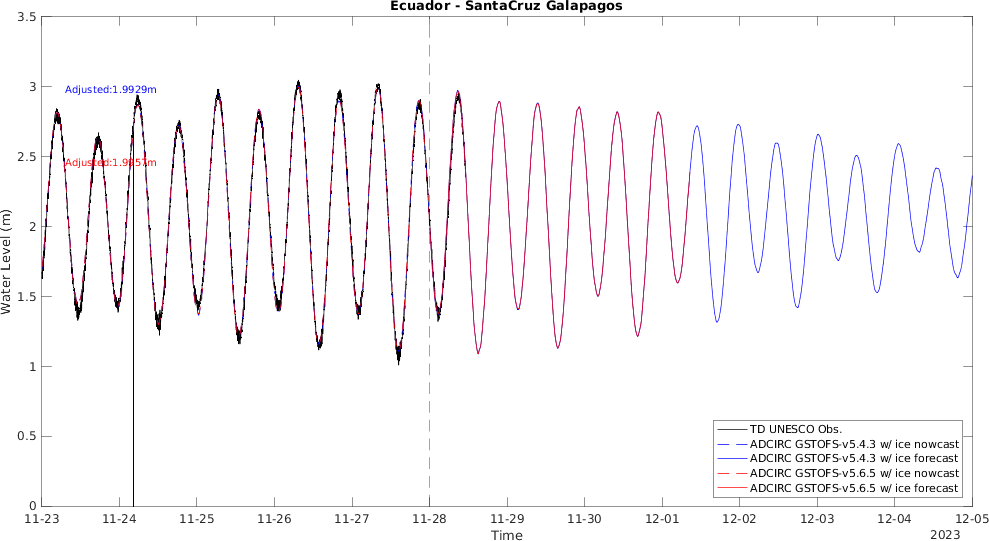 Ecuador - SantaCruz Galapagos
3.5
3
2.5
2
1.5
1
0.5
0
Water Level (m)
Adjusted:1.9929m
Adjusted:1.9957m
TD UNESCO Obs.
ADCIRC GSTOFS-v5.4.3 w/ ice nowcast
ADCIRC GSTOFS-v5.4.3 w/ ice forecast
ADCIRC GSTOFS-v5.6.5 w/ ice nowcast
ADCIRC GSTOFS-v5.6.5 w/ ice forecast
11-23 11-24 11-25 11-26 11-27 11-28 11-29 11-30 12-01 12-02 12-03 12-04 12-05
Time
2023